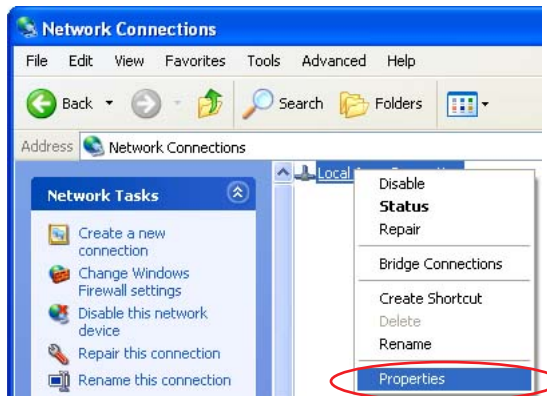 Network Connections
File Edit View Favorites Tools Advanced Help
Back Search Folders
Address Network Connections
Network Tasks
Create a new
connection
Change Windows
Firewall settings
Disable this network
device
Repair this connection
Rename this connection
Local
Disable
Status
Repair
Bridge Connections
Create Shortcut
Delete
Rename
Properties